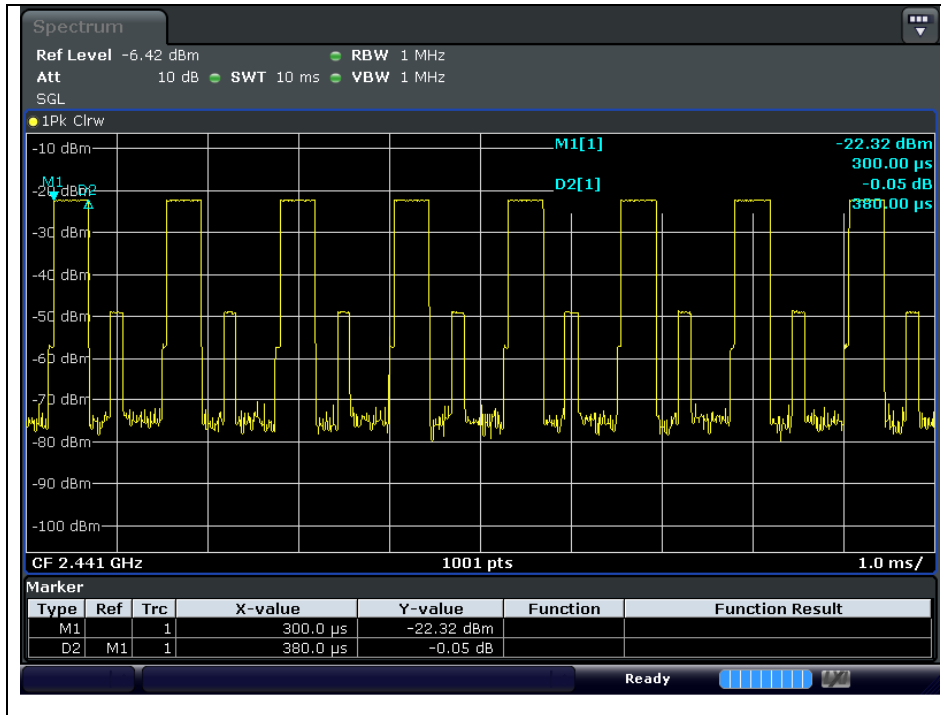 Spectrum
Ref Level -6.42 dBm RBW 1 MHz
Att 10 dB SWT 10 ms VBW 1 MHz
SGL
1Pk Clrw
M1[1] -22.32 dBm
300.00 µs
D2[1] -0.05 dB
380.00 µs
M1
D2
-10 dBm
-20 dBm
-30 dBm
-40 dBm
-50 dBm
-60 dBm
-70 dBm
-80 dBm
-90 dBm
-100 dBm
CF 2.441 GHz 1001 pts 1.0 ms/
Marker
Type Ref Trc X-value Y-value Function Function Result
M1 1 300.0 µs -22.32 dBm
D2 M1 1 380.0 µs -0.05 dB
Ready